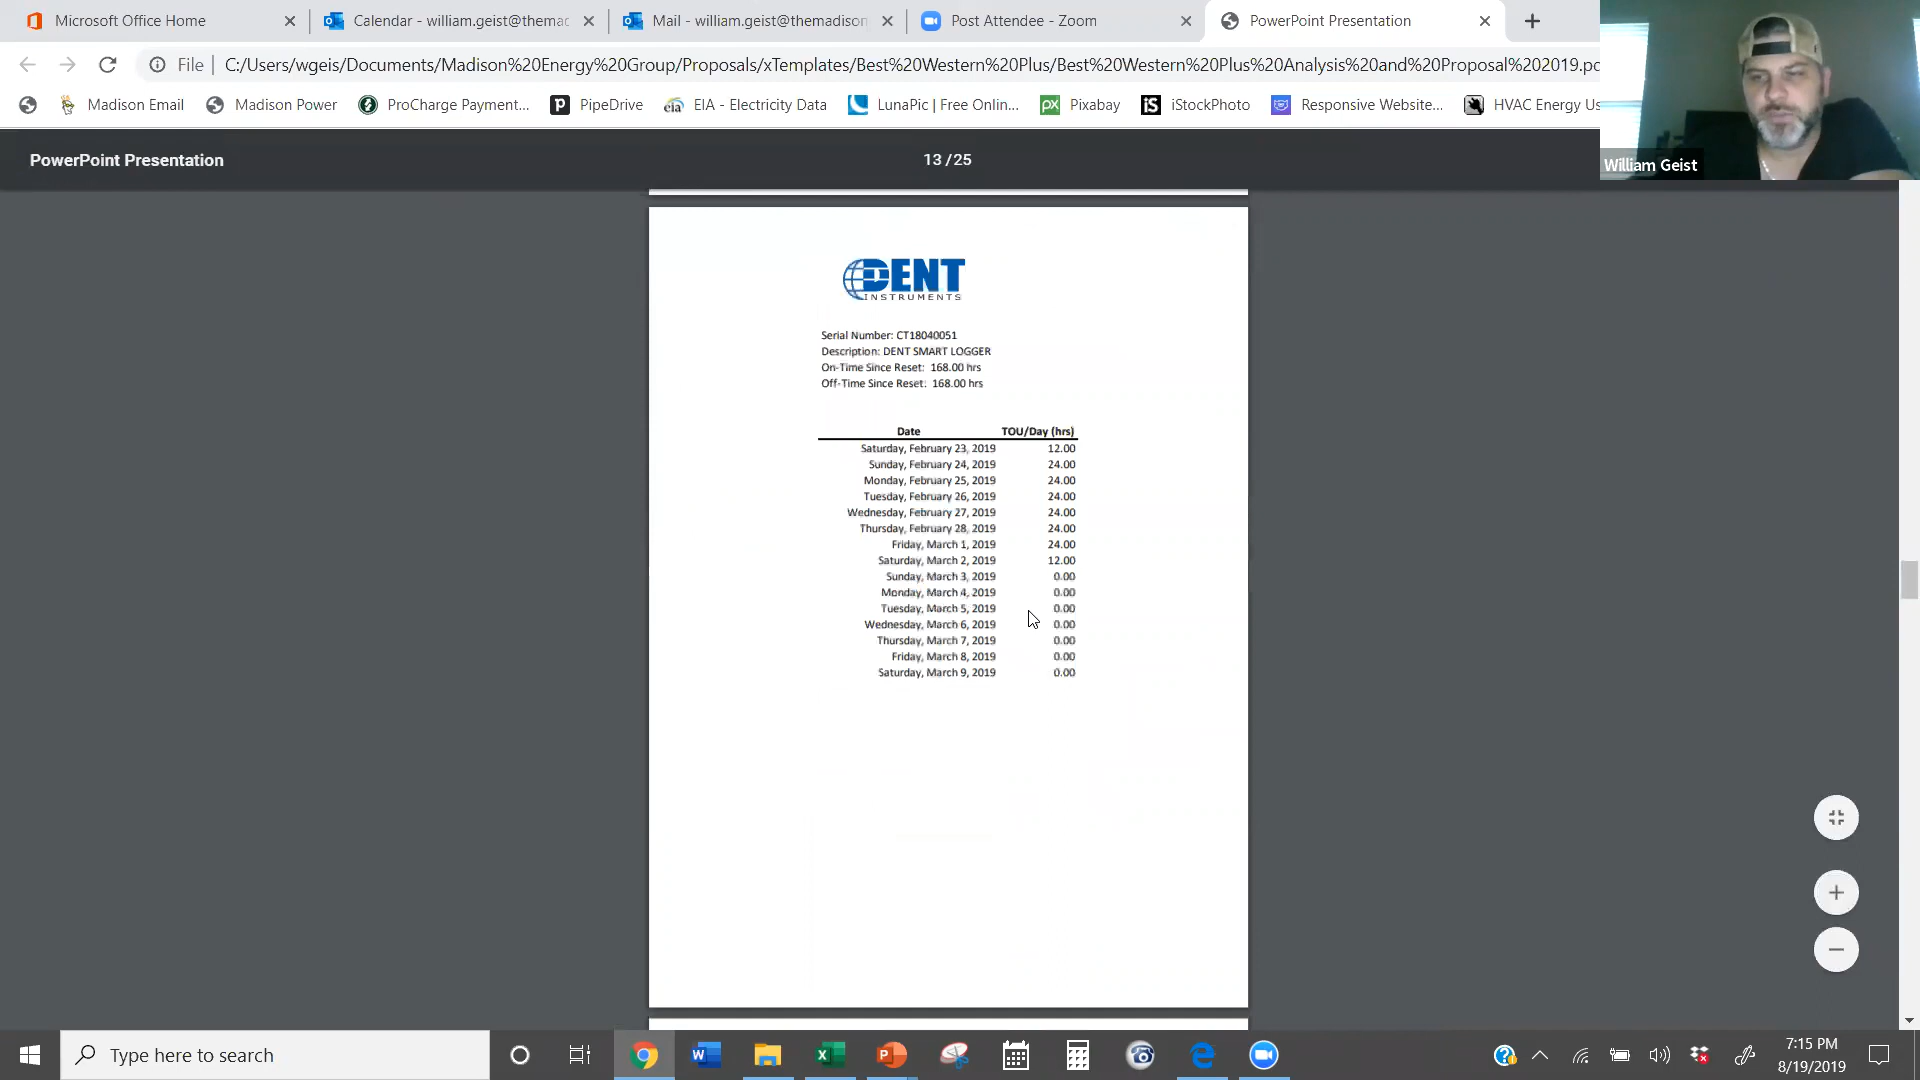 Microsoft Office Home
Calendar - william.geist@themadis
Mail - william.geist@themadison
Post Attendee - Zoom
PowerPoint Presentation
File | C:/Users/wgeis/Documents/Madison%20Energy%20Group/Proposals/xTemplates/Best%20Western%20Plus/Best%20Western%20Plus%20Analysis%20and%20Proposal%202019.pd
Madison Email
Madison Power
ProCharge Payment...
PipeDrive
eia EIA - Electricity Data
LunaPic | Free Onlin...
px Pixabay
iS iStockPhoto
Responsive Website...
HVAC Energy Us
William Geist
PowerPoint Presentation
13 / 25
DENT
INSTRUMENTS
Serial Number: CT18040051
Description: DENT SMART LOGGER
On-Time Since Reset: 168.00 hrs
Off-Time Since Reset: 168.00 hrs
Date TOU/Day (hrs)
Saturday, February 23, 2019 12.00
Sunday, February 24, 2019 24.00
Monday, February 25, 2019 24.00
Tuesday, February 26, 2019 24.00
Wednesday, February 27, 2019 24.00
Thursday, February 28, 2019 24.00
Friday, March 1, 2019 24.00
Saturday, March 2, 2019 12.00
Sunday, March 3, 2019 0.00
Monday, March 4, 2019 0.00
Tuesday, March 5, 2019 0.00
Wednesday, March 6, 2019 0.00
Thursday, March 7, 2019 0.00
Friday, March 8, 2019 0.00
Saturday, March 9, 2019 0.00
Type here to search
7:15 PM
8/19/2019